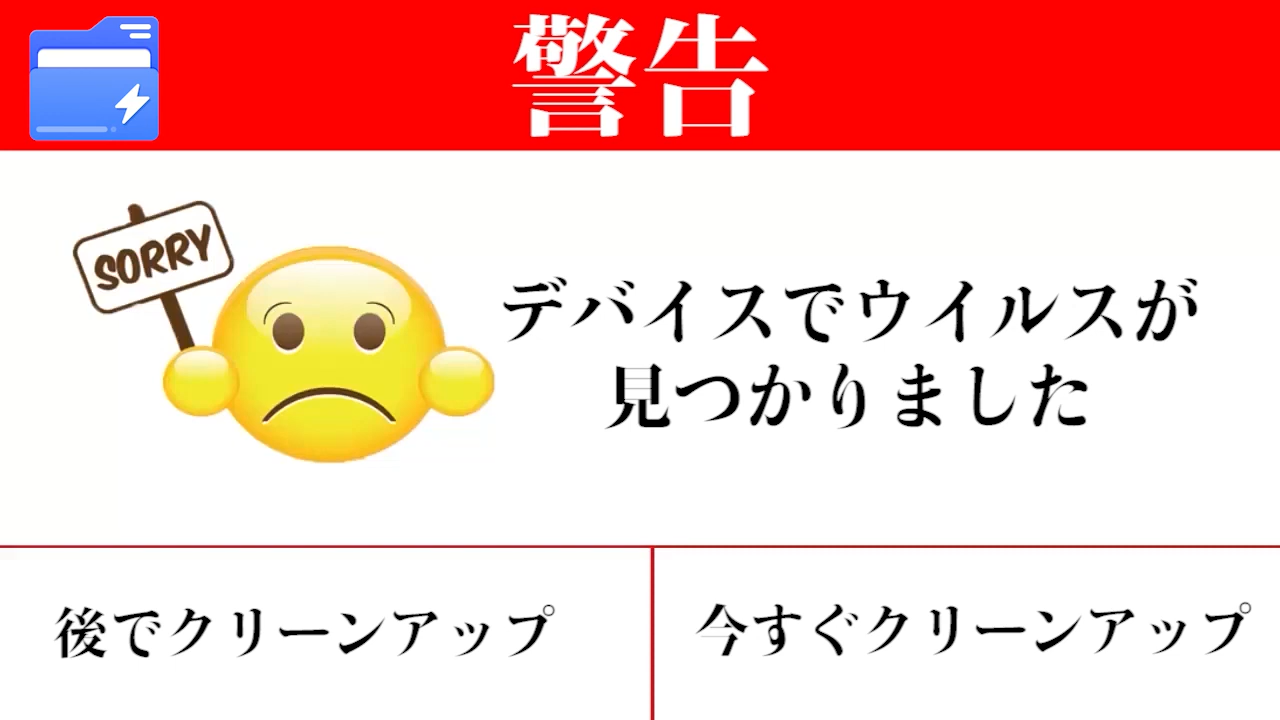 警告
SORRY
デバイスでウイルスが
見つかりました
後でクリーンアップ
今すぐクリーンアップ